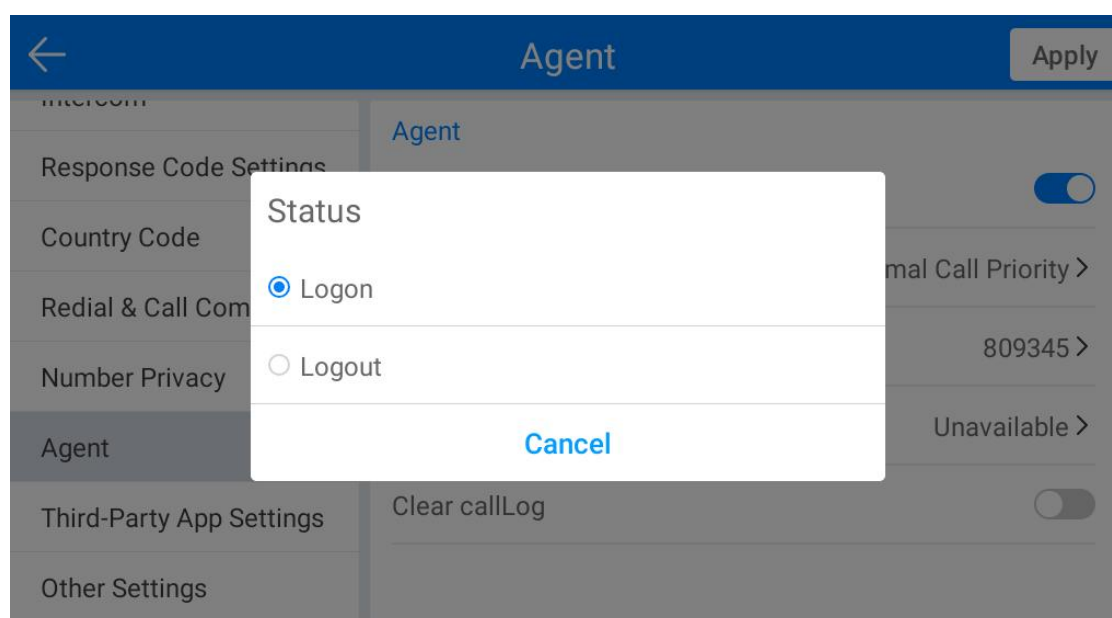 Agent
Apply
Intercom
Response Code Settings
Country Code
Redial & Call Com
Number Privacy
Agent
Third-Party App Settings
Other Settings
Agent
mal Call Priority
809345
Unavailable
Clear callLog
Status
Logon
Logout
Cancel